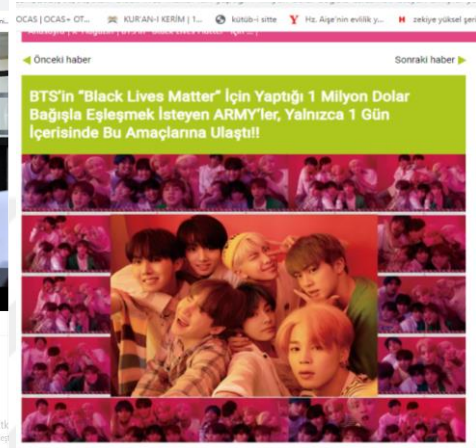 OCAS | OCAS+ OT...
KUR'AN-I KERİM | 1...
kütüb-i sitte
Hz. Aişe'nin evlilik y...
zekiye yüksel şeri
Önceki haber
Sonraki haber
BTS'in “Black Lives Matter” İçin Yaptığı 1 Milyon Dolar
Bağışla Eşleşmek İsteyen ARMY'ler, Yalnızca 1 Gün
İçerisinde Bu Amaçlarına Ulaştı!!